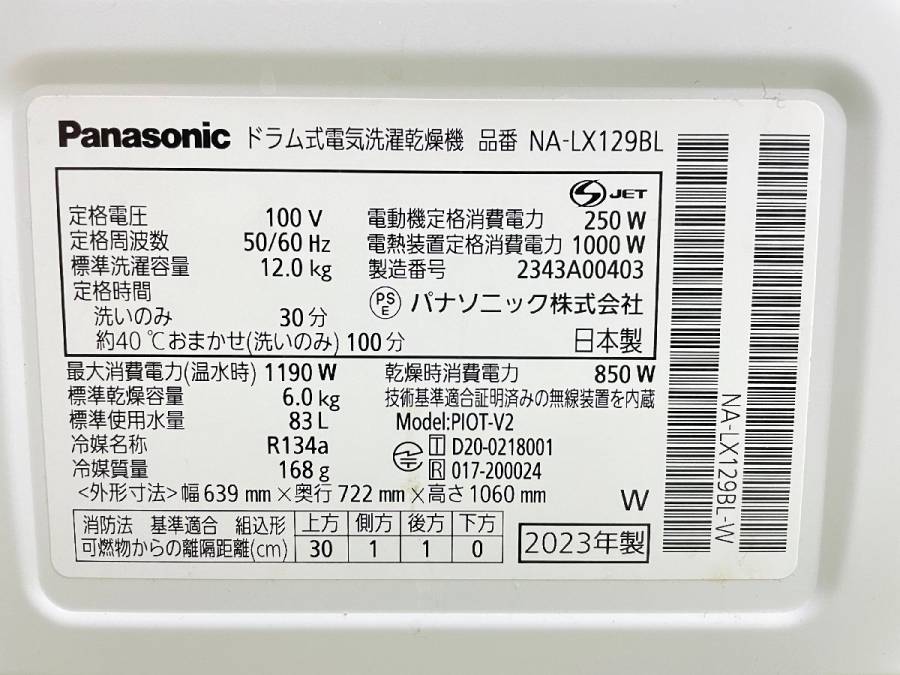 Panasonic ドラム式電気洗濯乾燥機 品番 NA-LX129BL
JET
定格電圧 100 V
定格周波数 50/60 Hz
標準洗濯容量 12.0 kg
定格時間
洗いのみ 30 分
約40 ℃おまかせ(洗いのみ) 100 分
電動機定格消費電力 250 W
電熱装置定格消費電力 1000 W
製造番号 2343A00403
PSE パナソニック株式会社
日本製
最大消費電力(温水時) 1190 W
標準乾燥容量 6.0 kg
標準使用水量 83 L
冷媒名称 R134a
冷媒質量 168 g
乾燥時消費電力 850 W
技術基準適合証明済みの無線装置を内蔵
Model:PIOT-V2
T D20-0218001
R 017-200024
<外形寸法> 幅 639 mm × 奥行 722 mm × 高さ 1060 mm
W
消防法 基準適合 組込形 上方 側方 後方 下方
可燃物からの離隔距離(cm) 30 1 1 0
2023年製
NA-LX129BL-W